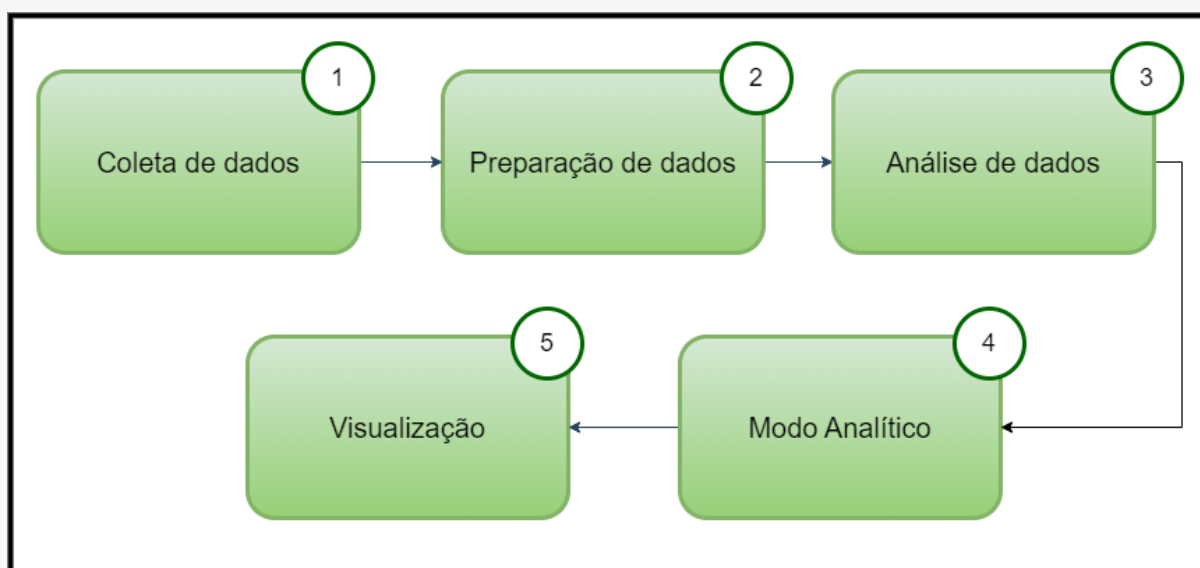 1
Coleta de dados
2
Preparação de dados
3
Análise de dados
4
Modo Analítico
5
Visualização